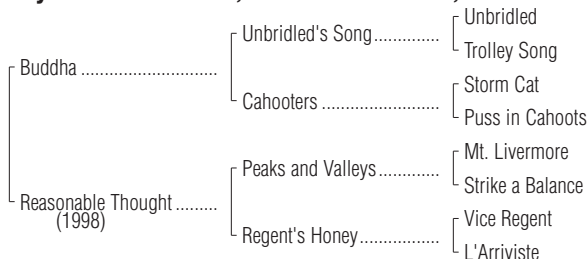 Unbridled
Unbridled's Song..............
Trolley Song
Buddha .............................
Storm Cat
Cahooters .........................
Puss in Cahoots
Mt. Livermore
Peaks and Valleys.............
Strike a Balance
Reasonable Thought .........
(1998)
Vice Regent
Regent's Honey.................
L'Arriviste